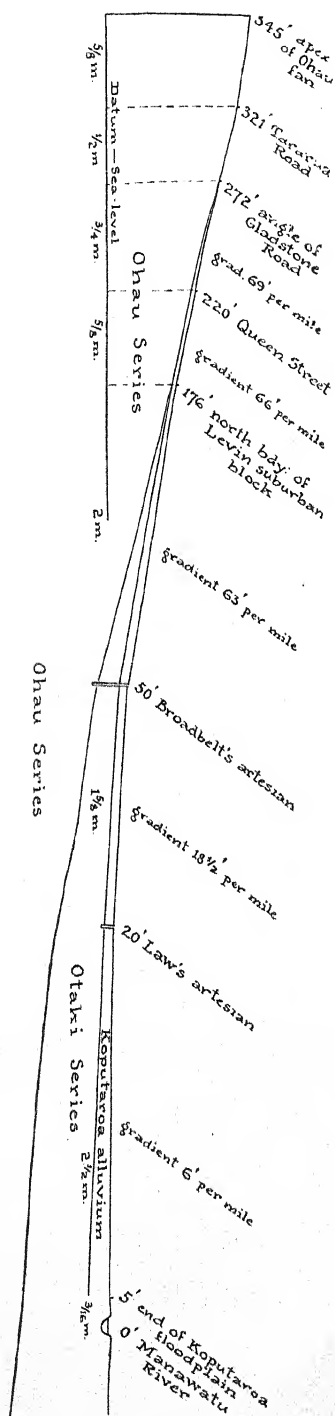 345' apex
of Ohau
fan
321' Tararua
Road
272' angle of
Gladstone
Road
grad. 69' per mile
220' Queen Street
gradient 66' per mile
176' north bdy. of
Levin suburban
block
gradient 63' per mile
50' Broadbelt's artesian
gradient 18½' per mile
20' Law's artesian
gradient 6' per mile
5' end of Koputaroa
floodplain
0' Manawatu
River
5/8 m.
1/2 m
3/4 m.
5/8 m.
2 m.
1 5/8 m.
2 1/2 m.
3/16 m.
Datum—Sea-level
Ohau Series
Ohau Series
Otaki Series
Koputaroa alluvium